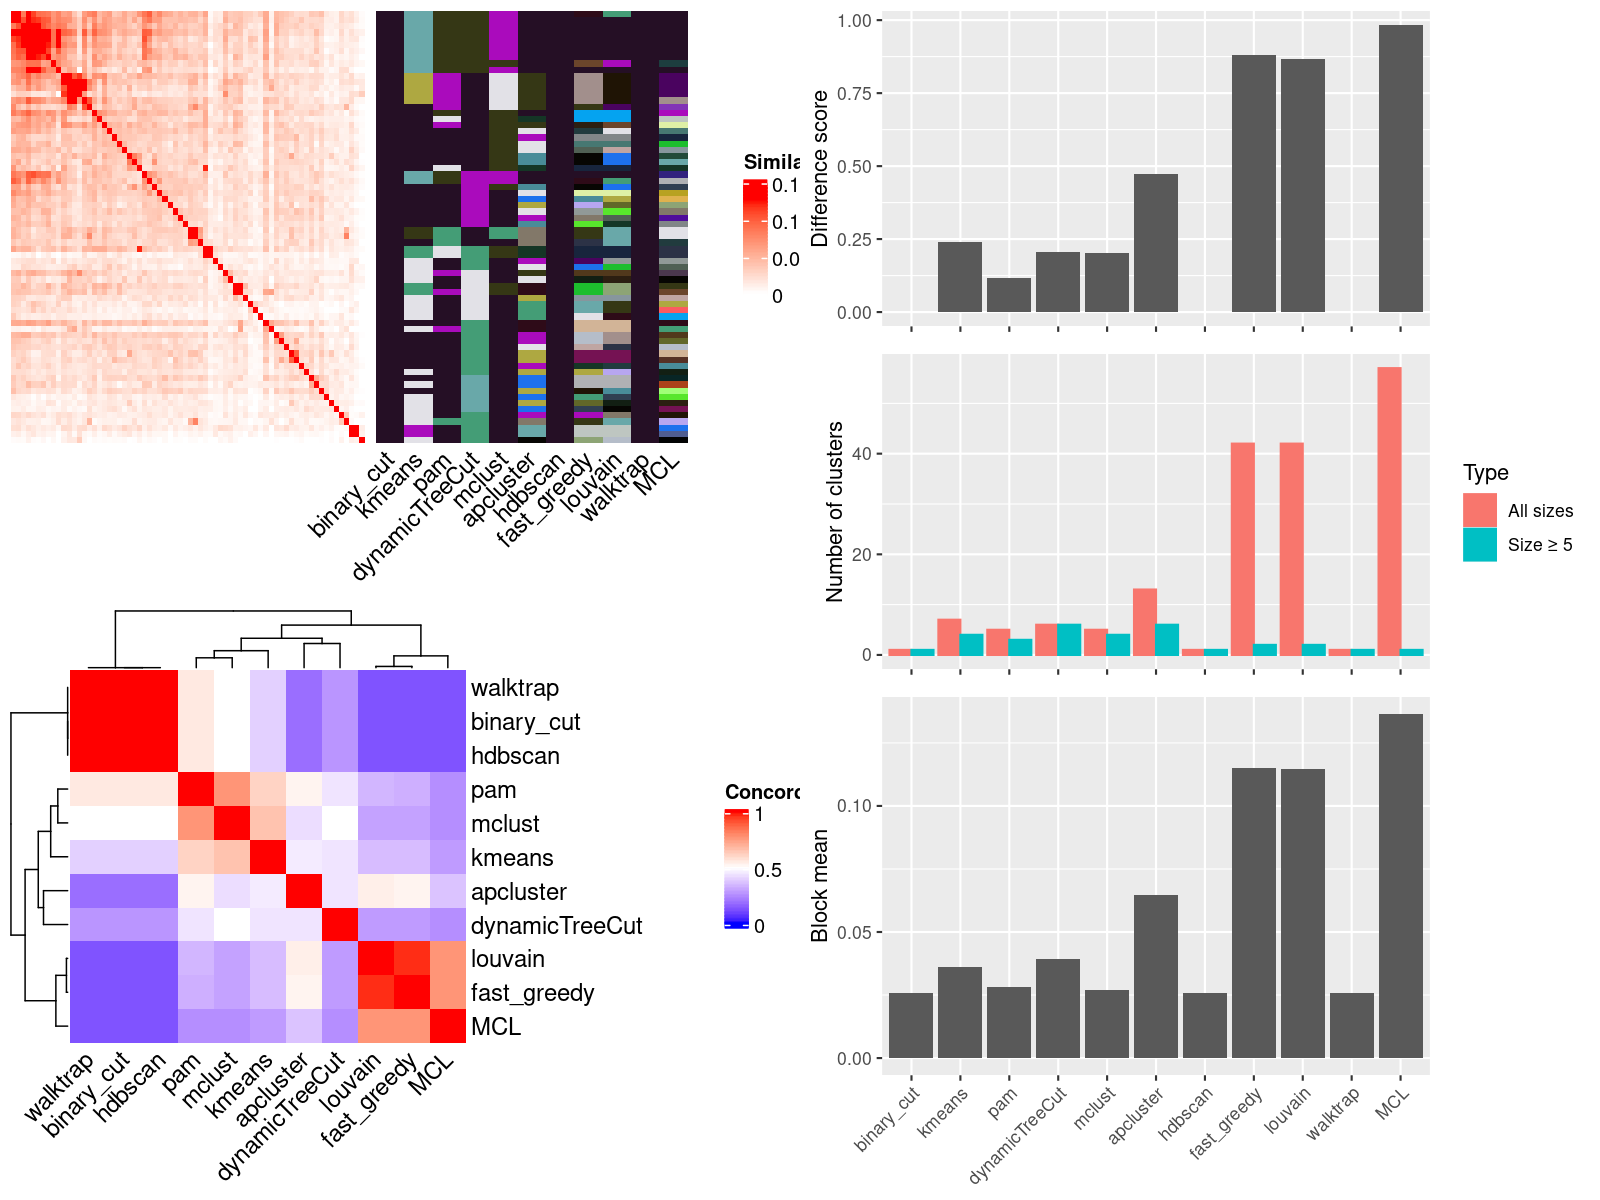 Simila
0.1
0.1
0.0
0
binary_cut
kmeans
pam
dynamicTreeCut
mclust
apcluster
hdbscan
fast_greedy
louvain
walktrap
MCL
walktrap
binary_cut
hdbscan
pam
mclust
kmeans
apcluster
dynamicTreeCut
louvain
fast_greedy
MCL
Concord
1
0.5
0
walktrap
binary_cut
hdbscan
pam
mclust
kmeans
apcluster
dynamicTreeCut
louvain
fast_greedy
MCL
Difference score
1.00
0.75
0.50
0.25
0.00
Number of clusters
40
20
0
Type
All sizes
Size ≥ 5
Block mean
0.10
0.05
0.00
binary_cut
kmeans
pam
dynamicTreeCut
mclust
apcluster
hdbscan
fast_greedy
louvain
walktrap
MCL